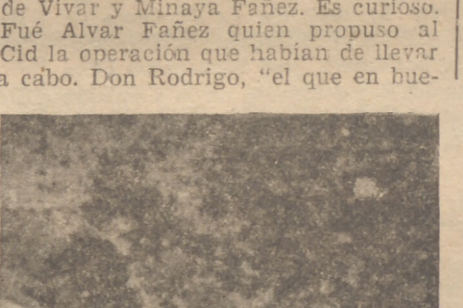 de Vivar y Minaya Fañez. Es curioso.
Fué Alvar Fañez quien propuso al
Cid la operación que habían de llevar
a cabo. Don Rodrigo, “el que en bue-